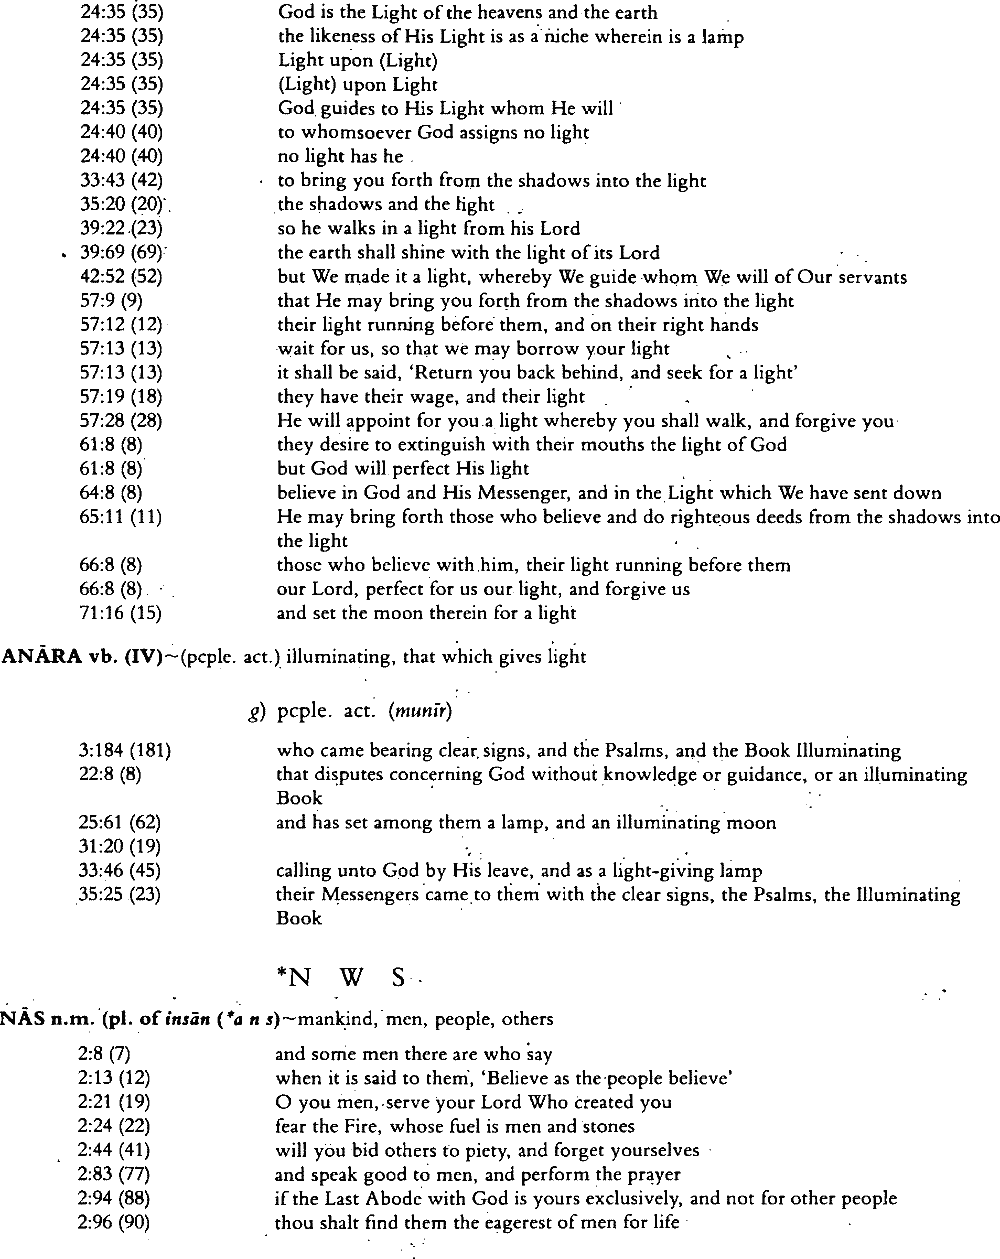 24:35 (35) God is the Light of the heavens and the earth
24:35 (35) the likeness of His Light is as a niche wherein is a lamp
24:35 (35) Light upon (Light)
24:35 (35) (Light) upon Light
24:35 (35) God guides to His Light whom He will
24:40 (40) to whomsoever God assigns no light
24:40 (40) no light has he
33:43 (42) to bring you forth from the shadows into the light
35:20 (20) the shadows and the light
39:22 (23) so he walks in a light from his Lord
39:69 (69) the earth shall shine with the light of its Lord
42:52 (52) but We made it a light, whereby We guide whom We will of Our servants
57:9 (9) that He may bring you forth from the shadows into the light
57:12 (12) their light running before them, and on their right hands
57:13 (13) wait for us, so that we may borrow your light
57:13 (13) it shall be said, 'Return you back behind, and seek for a light'
57:19 (18) they have their wage, and their light
57:28 (28) He will appoint for you a light whereby you shall walk, and forgive you
61:8 (8) they desire to extinguish with their mouths the light of God
61:8 (8) but God will perfect His light
64:8 (8) believe in God and His Messenger, and in the Light which We have sent down
65:11 (11) He may bring forth those who believe and do righteous deeds from the shadows into
the light
66:8 (8) those who believe with him, their light running before them
66:8 (8) our Lord, perfect for us our light, and forgive us
71:16 (15) and set the moon therein for a light
ANĀRA vb. (IV)~(pcple. act.) illuminating, that which gives light
g) pcple. act. (munīr)
3:184 (181) who came bearing clear signs, and the Psalms, and the Book Illuminating
22:8 (8) that disputes concerning God without knowledge or guidance, or an illuminating
Book
25:61 (62) and has set among them a lamp, and an illuminating moon
31:20 (19)
33:46 (45) calling unto God by His leave, and as a light-giving lamp
35:25 (23) their Messengers came to them with the clear signs, the Psalms, the Illuminating
Book
*N W S
NĀS n.m. (pl. of insān (*a n s)~mankind, men, people, others
2:8 (7) and some men there are who say
2:13 (12) when it is said to them, 'Believe as the people believe'
2:21 (19) O you men, serve your Lord Who created you
2:24 (22) fear the Fire, whose fuel is men and stones
2:44 (41) will you bid others to piety, and forget yourselves
2:83 (77) and speak good to men, and perform the prayer
2:94 (88) if the Last Abode with God is yours exclusively, and not for other people
2:96 (90) thou shalt find them the eagerest of men for life